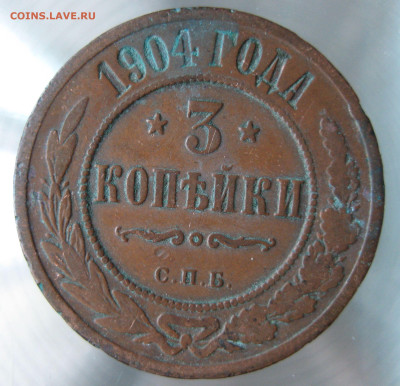 COINS.LAVE.RU
1904 ГОДА
3
КОПѢЙКИ
С.П.Б.